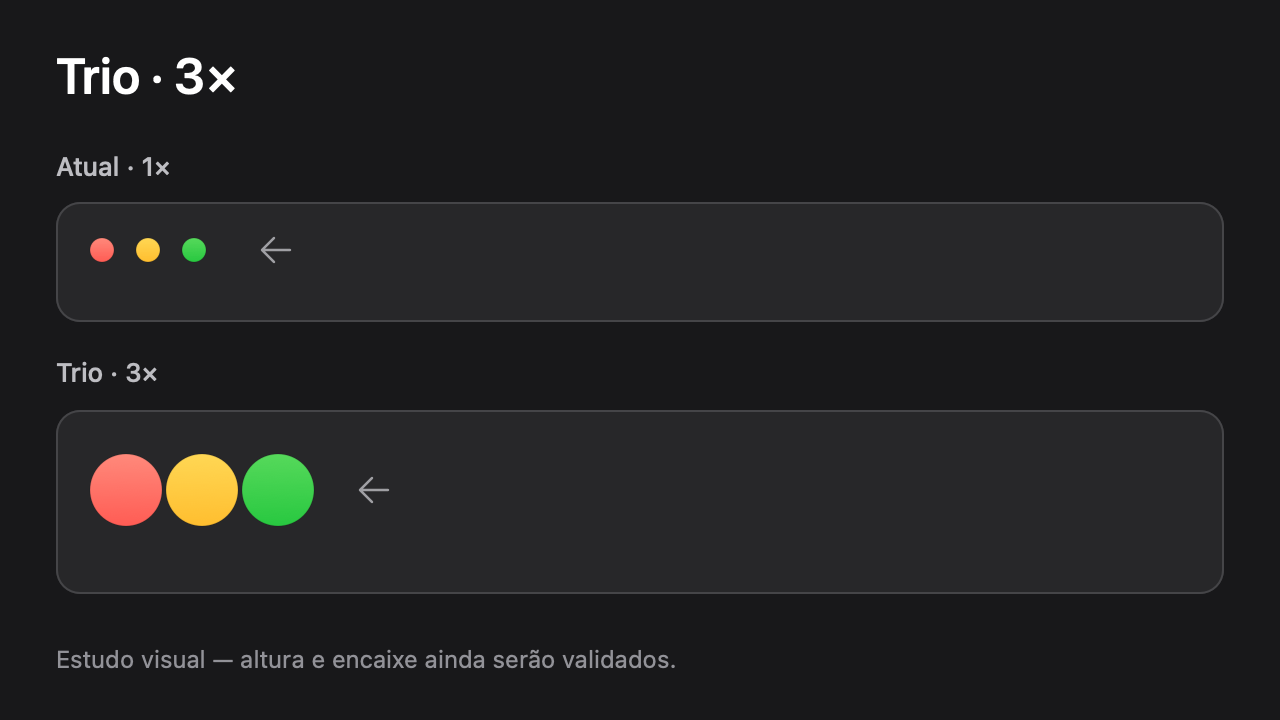 Trio · 3×
Atual · 1×
Trio · 3×
Estudo visual — altura e encaixe ainda serão validados.